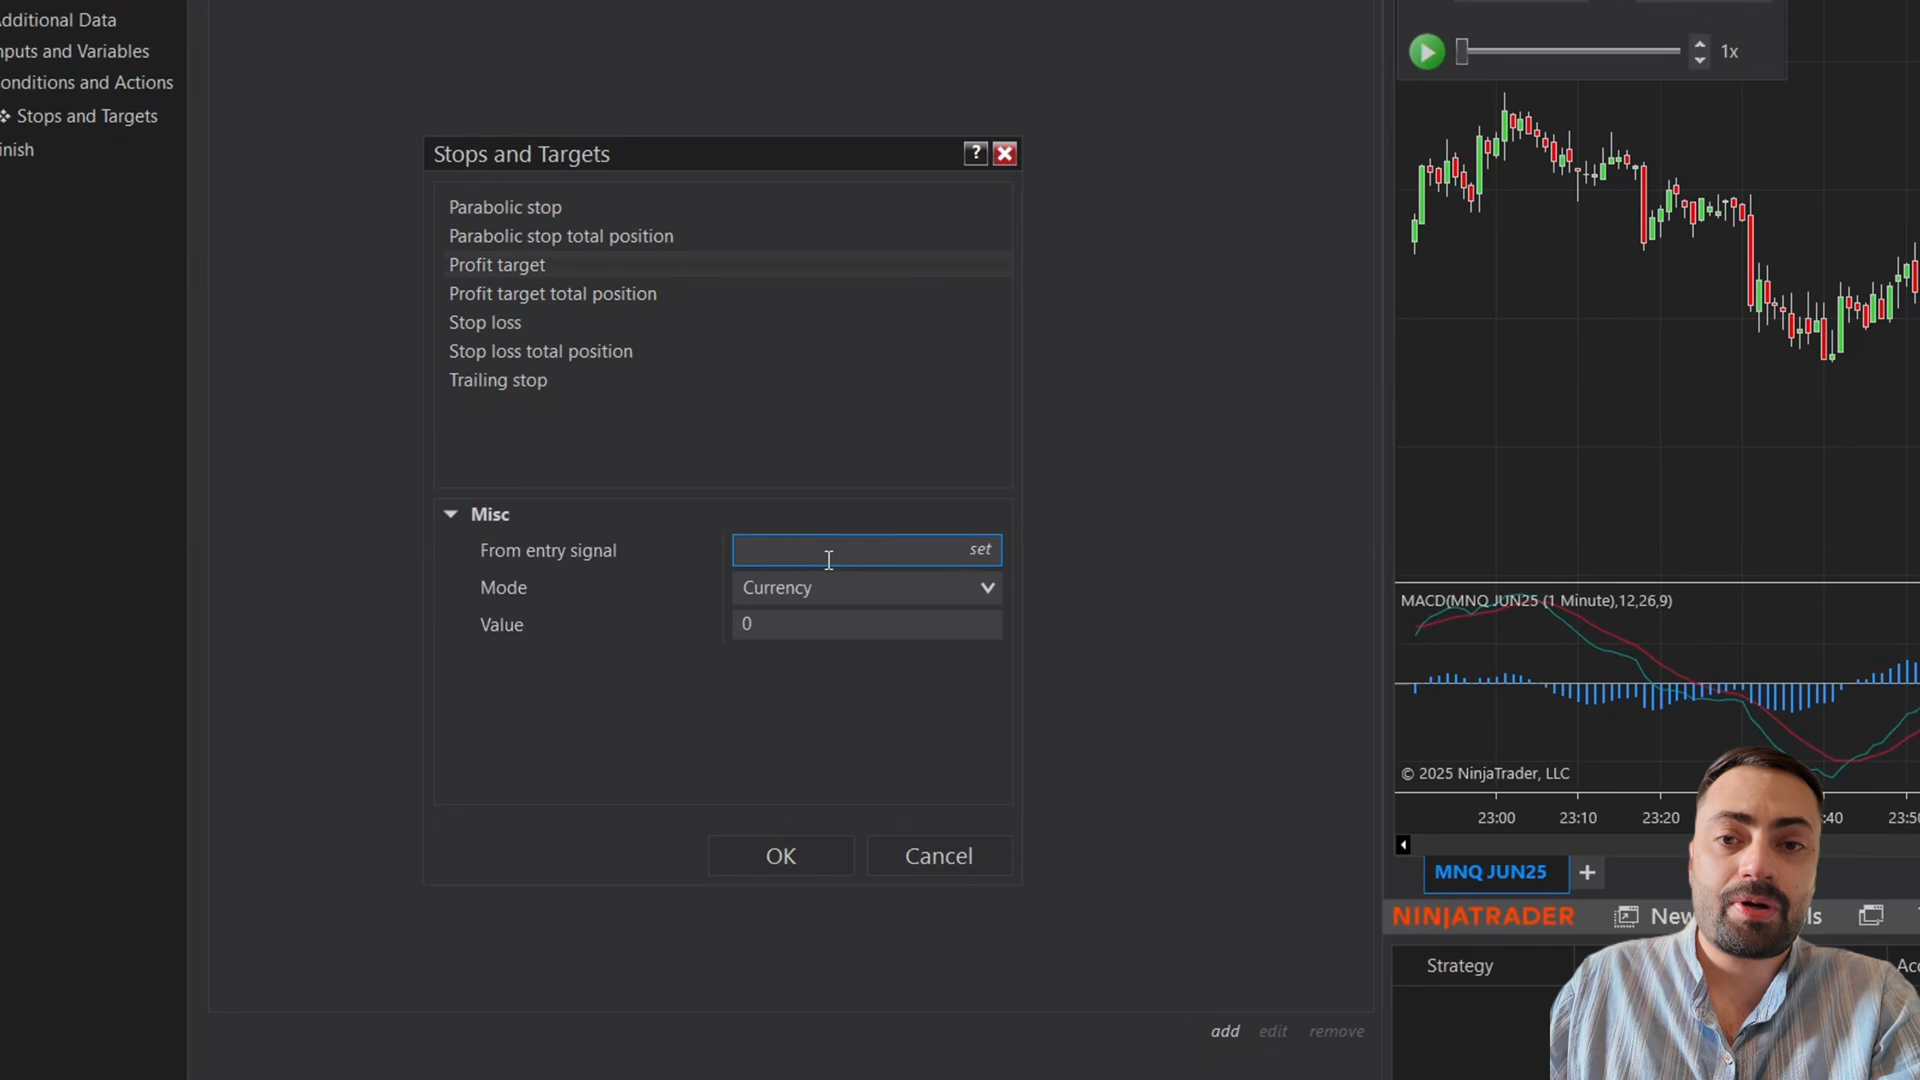 dditional Data
nputs and Variables
onditions and Actions
Stops and Targets
inish
Stops and Targets
?
Parabolic stop
Parabolic stop total position
Profit target
Profit target total position
Stop loss
Stop loss total position
Trailing stop
Misc
From entry signal
set
Mode
Currency
Value
0
OK
Cancel
add edit remove
1x
MACD(MNQ JUN25 (1 Minute),12,26,9)
© 2025 NinjaTrader, LLC
23:00 23:10 23:20 :40 23:50
MNQ JUN25 +
NINJATRADER New ls
Strategy Acc